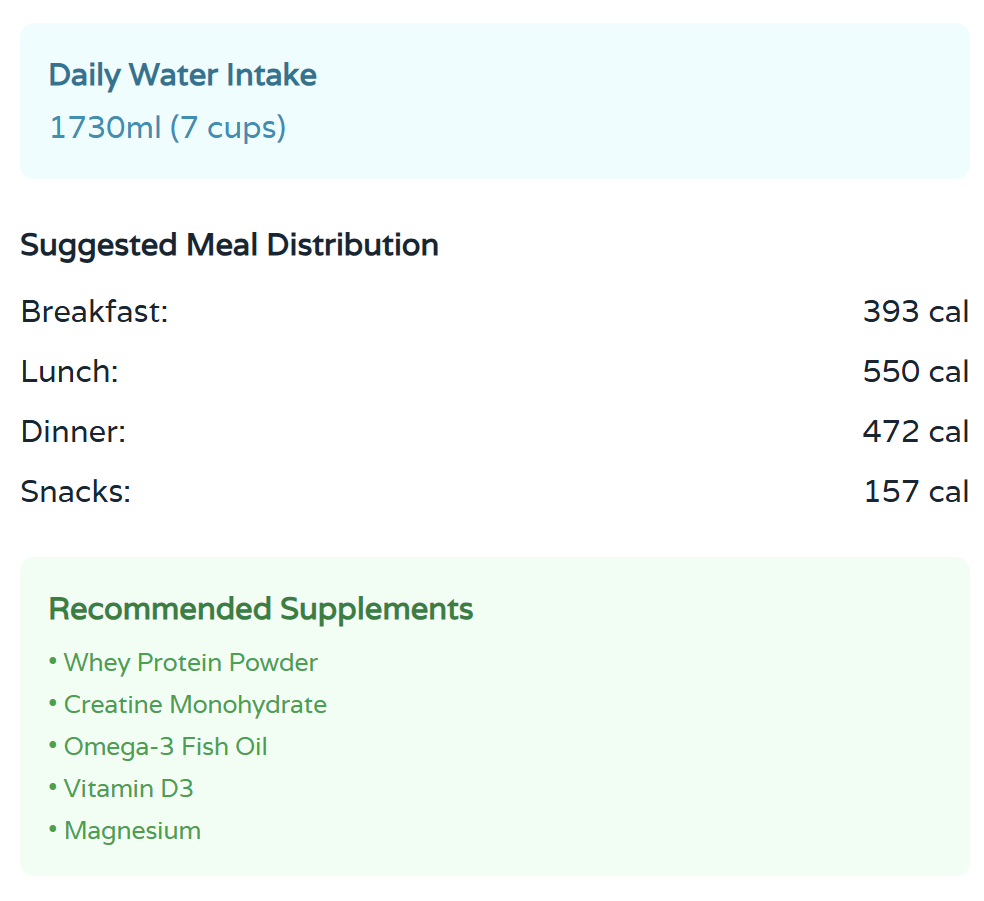 Daily Water Intake
1730ml (7 cups)
Suggested Meal Distribution
Breakfast: 393 cal
Lunch: 550 cal
Dinner: 472 cal
Snacks: 157 cal
Recommended Supplements
• Whey Protein Powder
• Creatine Monohydrate
• Omega-3 Fish Oil
• Vitamin D3
• Magnesium